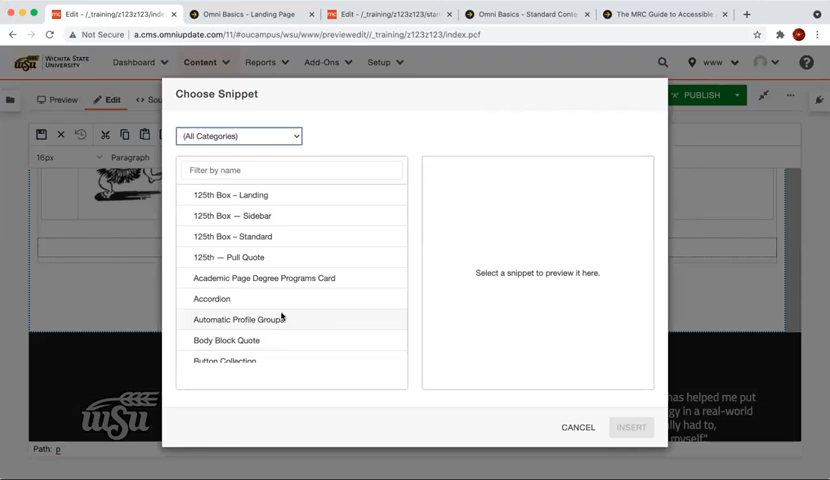 Edit - /_training/z123z123/inde
Omni Basics - Landing Page
Edit - /_training/z123z123/stan
Omni Basics - Standard Conte
The MRC Guide to Accessible
Not Secure
a.cms.omniupdate.com/11/#oucampus/wsu/www/previewedit//_training/z123z123/index.pcf
WICHITA STATE UNIVERSITY
Dashboard
Content
Reports
Add-Ons
Setup
www
Preview
Edit
Sou
PUBLISH
16px
Paragraph
Choose Snippet
(All Categories)
Filter by name
125th Box – Landing
125th Box — Sidebar
125th Box – Standard
125th — Pull Quote
Academic Page Degree Programs Card
Accordion
Automatic Profile Groups
Body Block Quote
Button Collection
Select a snippet to preview it here.
CANCEL
INSERT
wsu
has helped me put
gy in a real-world
lly had to,
myself."
Path: p